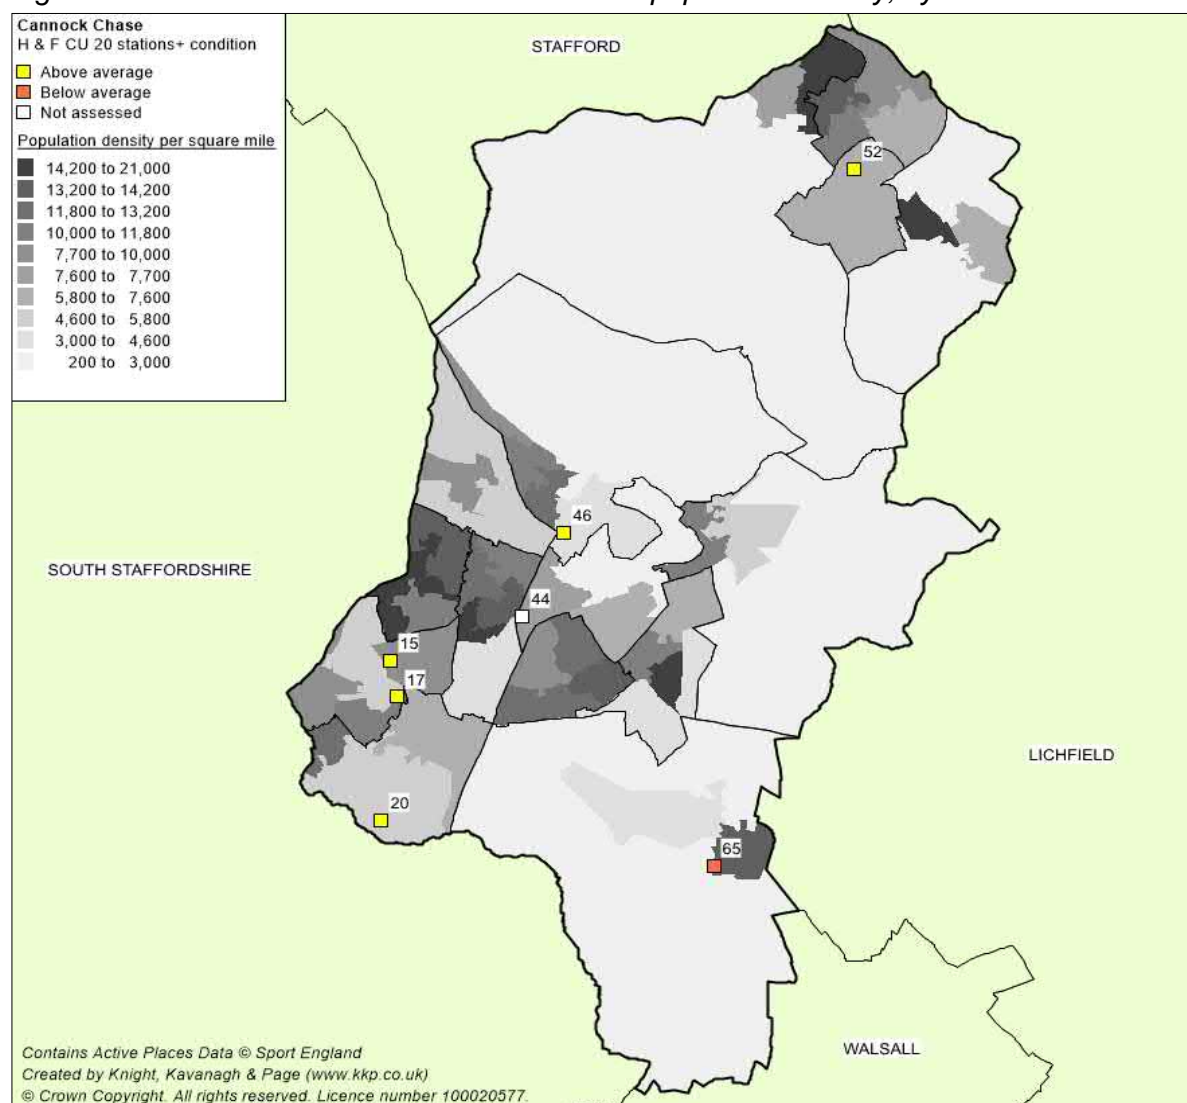 Cannock Chase
H & F CU 20 stations+ condition
Above average
Below average
Not assessed
Population density per square mile
14,200 to 21,000
13,200 to 14,200
11,800 to 13,200
10,000 to 11,800
7,700 to 10,000
7,600 to 7,700
5,800 to 7,600
4,600 to 5,800
3,000 to 4,600
200 to 3,000
STAFFORD
52
46
SOUTH STAFFORDSHIRE
44
15
17
LICHFIELD
20
65
WALSALL
Contains Active Places Data © Sport England
Created by Knight, Kavanagh & Page (www.kkp.co.uk)
© Crown Copyright. All rights reserved. Licence number 100020577.